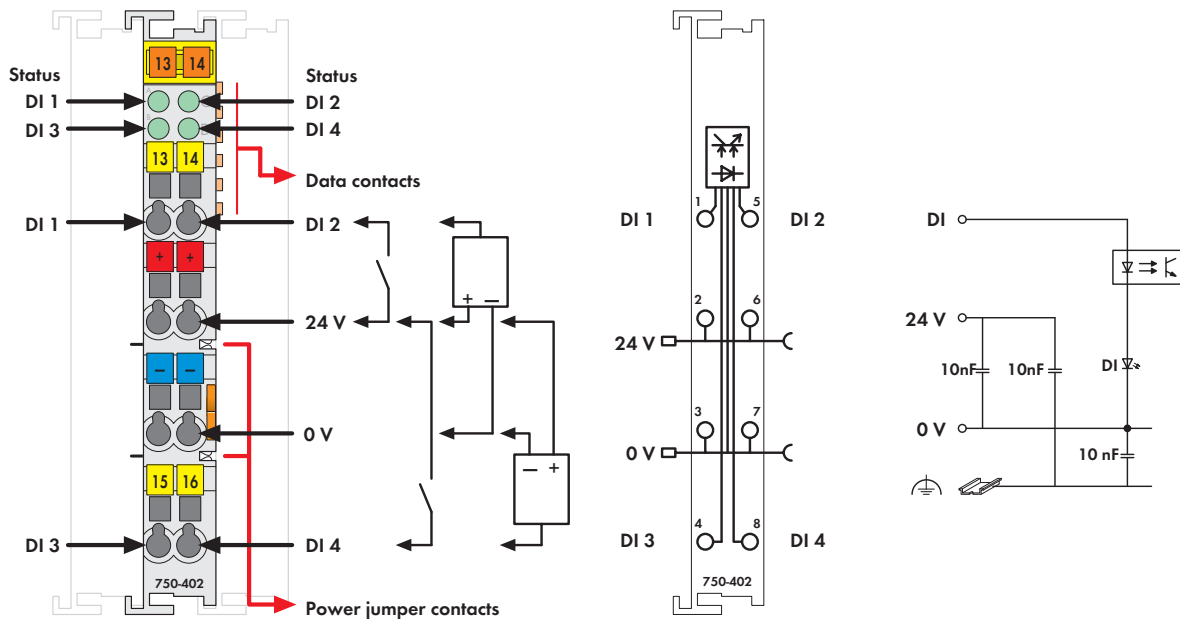 13 14
Status
Status
DI 1
DI 2
DI 3
DI 4
13 14
Data contacts
DI 1
DI 2
+ +
+ −
24 V
− −
0 V
− +
15 16
DI 3
DI 4
750-402
Power jumper contacts
1 5
DI 1
DI 2
2 6
24 V
3 7
0 V
4 8
DI 3
DI 4
750-402
DI
24 V
10nF
10nF
DI
0 V
10 nF